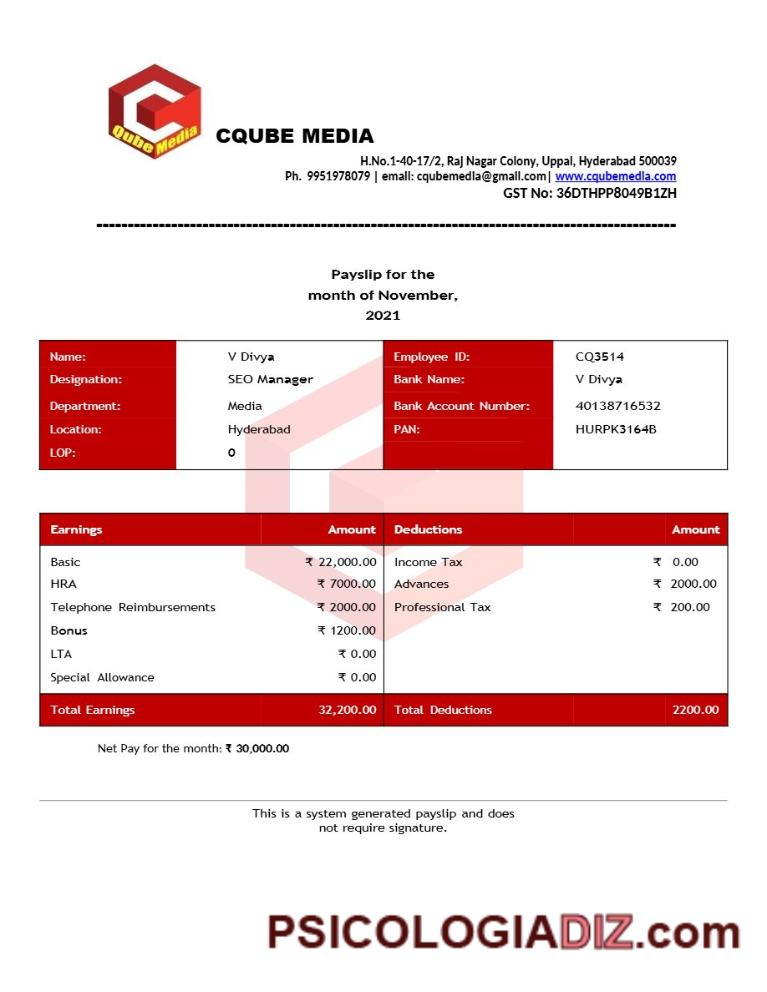 Qube Media
CQUBE MEDIA
H.No.1-40-17/2, Raj Nagar Colony, Uppal, Hyderabad 500039
Ph. 9951978079 | email: cqubemedia@gmail.com| www.cqubemedia.com
GST No: 36DTHPP8049B1ZH
Payslip for the
month of November,
2021
Name: V Divya Employee ID: CQ3514
Designation: SEO Manager Bank Name: V Divya
Department: Media Bank Account Number: 40138716532
Location: Hyderabad PAN: HURPK3164B
LOP: 0
Earnings Amount Deductions Amount
Basic ₹ 22,000.00 Income Tax ₹ 0.00
HRA ₹ 7000.00 Advances ₹ 2000.00
Telephone Reimbursements ₹ 2000.00 Professional Tax ₹ 200.00
Bonus ₹ 1200.00
LTA ₹ 0.00
Special Allowance ₹ 0.00
Total Earnings 32,200.00 Total Deductions 2200.00
Net Pay for the month: ₹ 30,000.00
This is a system generated payslip and does
not require signature.
PSICOLOGIADIZ.com